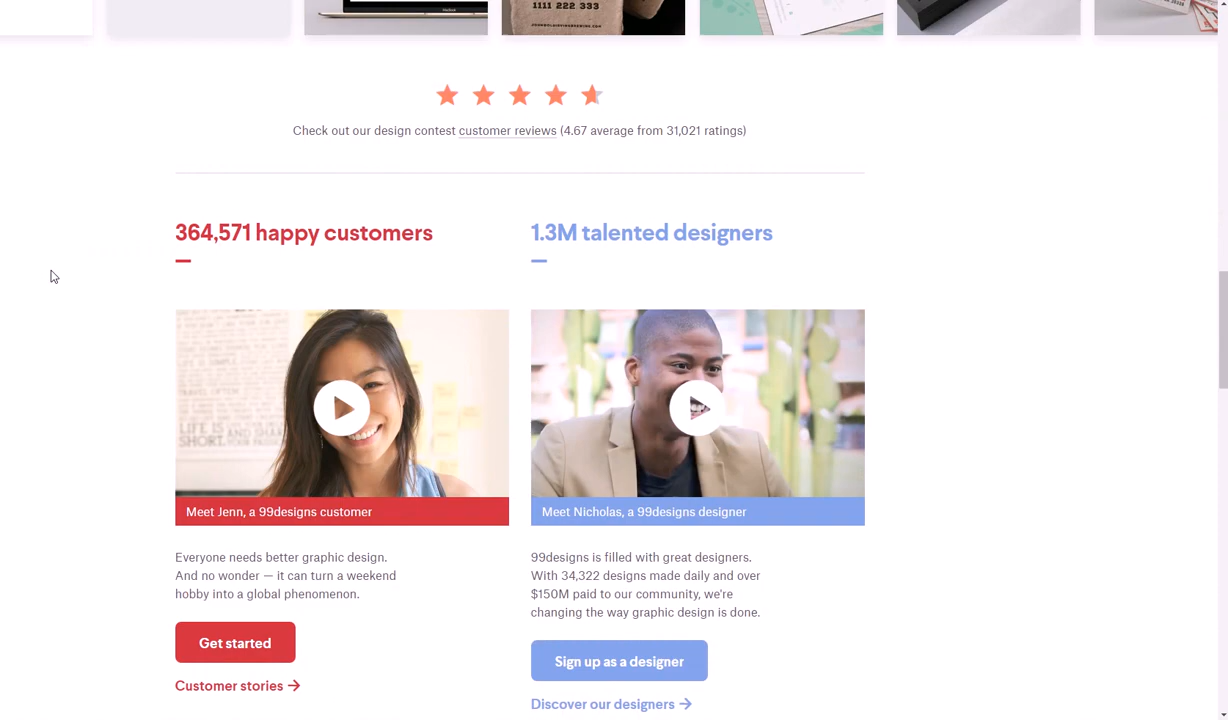 MacBook
1111 222 333
Check out our design contest customer reviews (4.67 average from 31,021 ratings)
364,571 happy customers
1.3M talented designers
LIFE IS
SHORT.
Meet Jenn, a 99designs customer
Meet Nicholas, a 99designs designer
Everyone needs better graphic design.
And no wonder — it can turn a weekend
hobby into a global phenomenon.
Get started
Customer stories
99designs is filled with great designers.
With 34,322 designs made daily and over
$150M paid to our community, we're
changing the way graphic design is done.
Sign up as a designer
Discover our designers